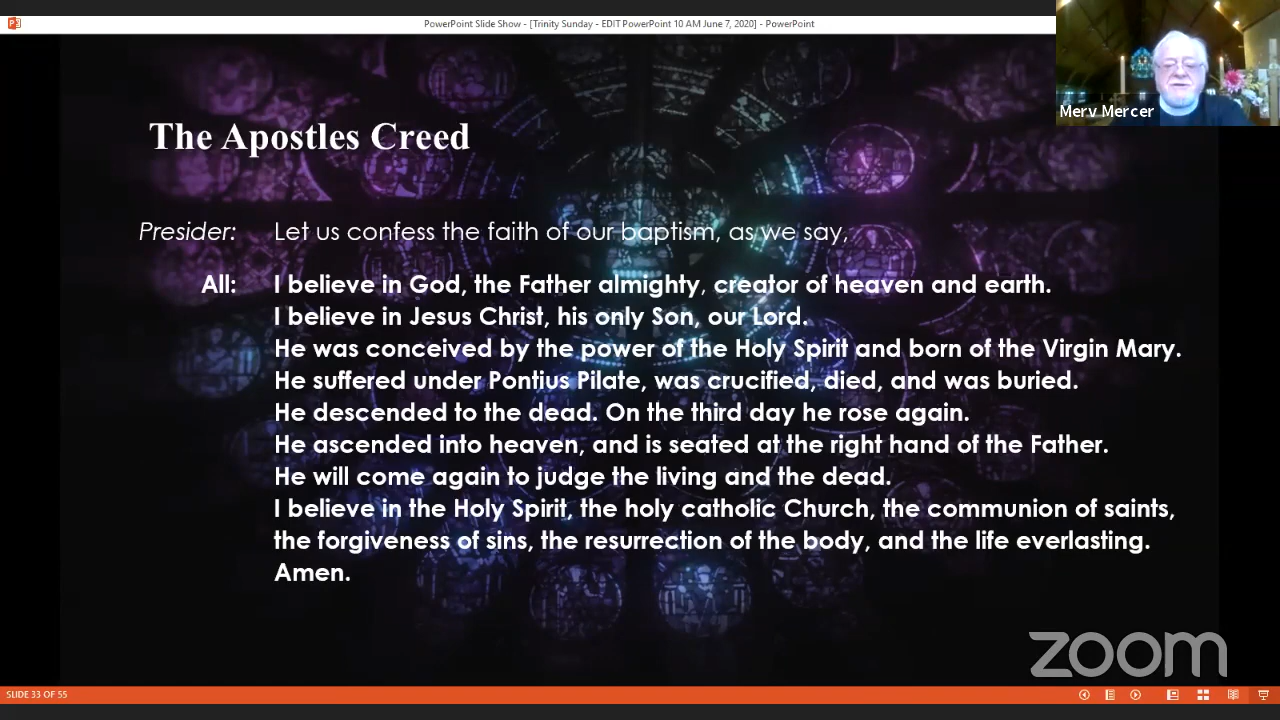 PowerPoint Slide Show - [Trinity Sunday - EDIT PowerPoint 10 AM June 7, 2020] - PowerPoint
Merv Mercer
The Apostles Creed
Presider: Let us confess the faith of our baptism, as we say,
All: I believe in God, the Father almighty, creator of heaven and earth.
I believe in Jesus Christ, his only Son, our Lord.
He was conceived by the power of the Holy Spirit and born of the Virgin Mary.
He suffered under Pontius Pilate, was crucified, died, and was buried.
He descended to the dead. On the third day he rose again.
He ascended into heaven, and is seated at the right hand of the Father.
He will come again to judge the living and the dead.
I believe in the Holy Spirit, the holy catholic Church, the communion of saints,
the forgiveness of sins, the resurrection of the body, and the life everlasting.
Amen.
zoom
SLIDE 33 OF 55